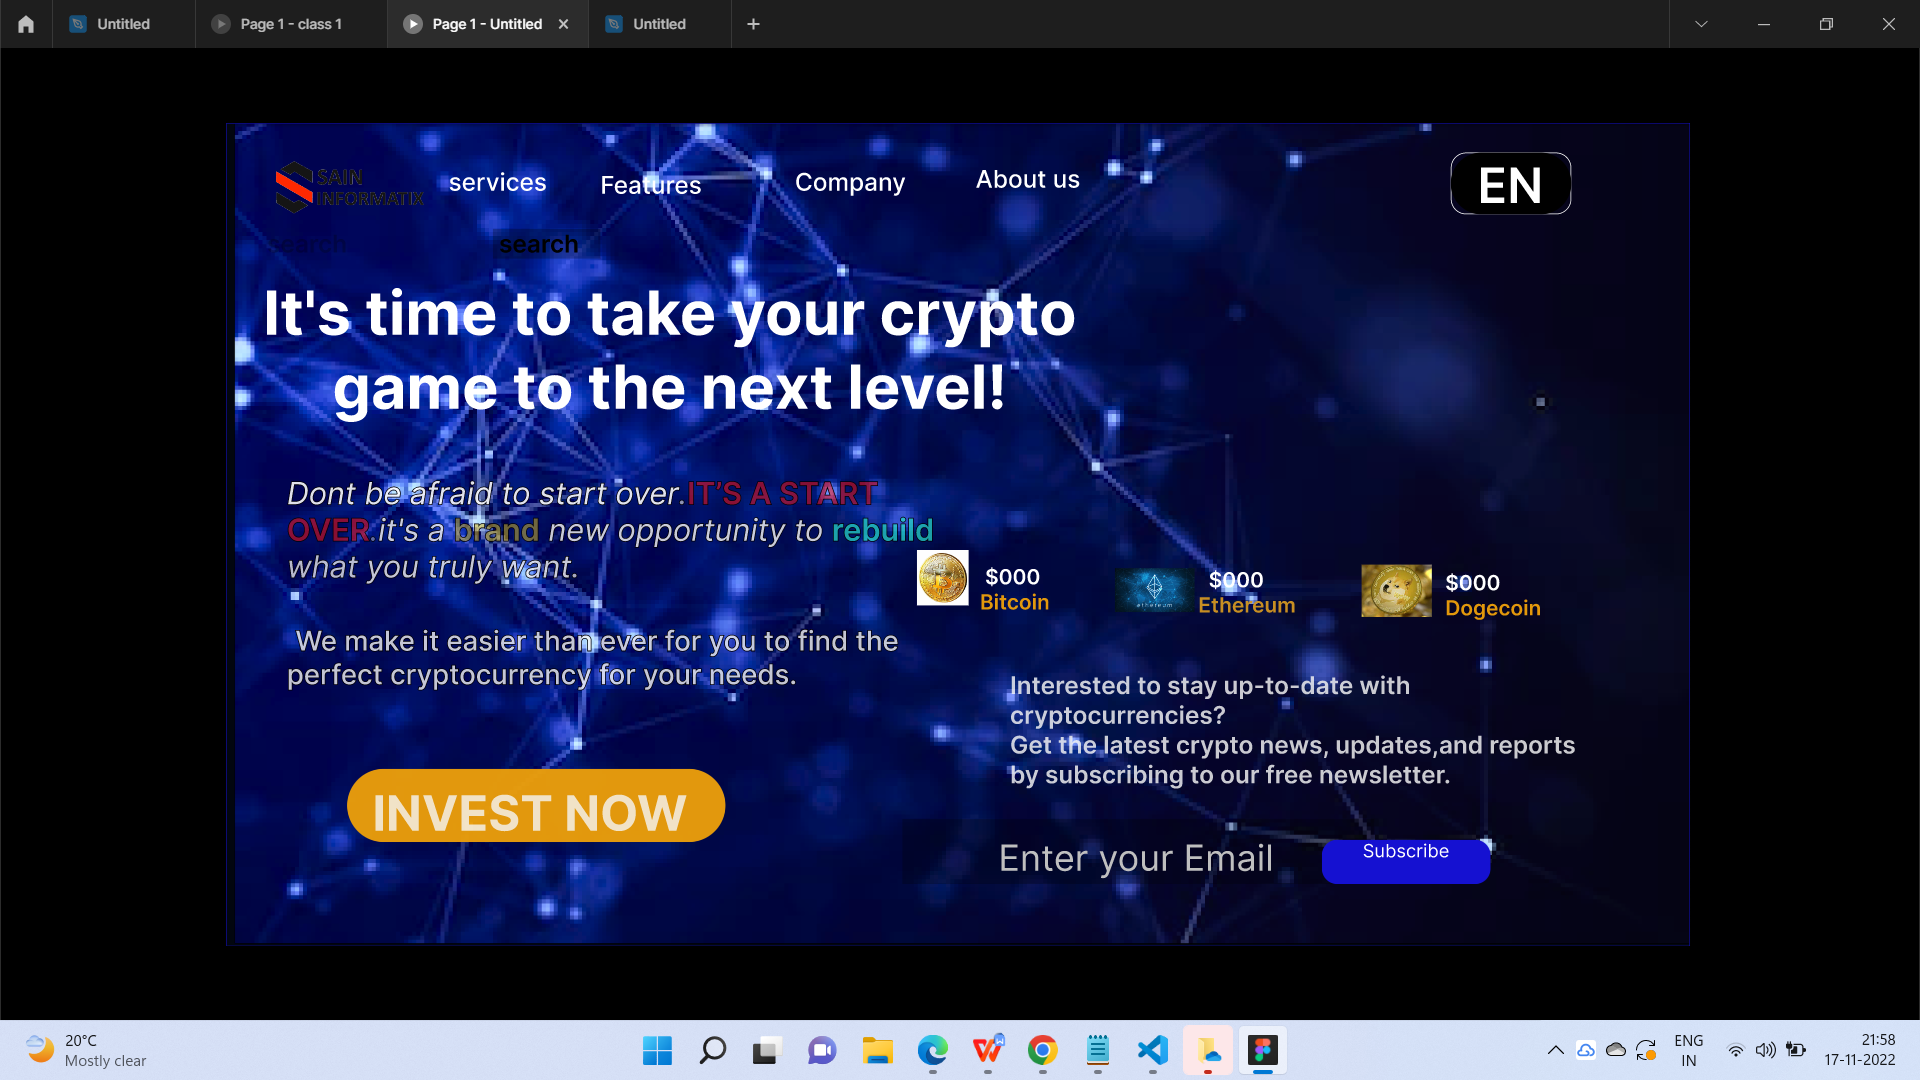 Untitled
Page 1 - class 1
Page 1 - Untitled
Untitled
SAIN
INFORMATIX
services
Features
Company
About us
EN
search
search
It's time to take your crypto
game to the next level!
Dont be afraid to start over.IT’S A START
OVER.it's a brand new opportunity to rebuild
what you truly want.
$000
Bitcoin
ethereum
$000
Ethereum
$000
Dogecoin
We make it easier than ever for you to find the
perfect cryptocurrency for your needs.
Interested to stay up-to-date with
cryptocurrencies?
Get the latest crypto news, updates,and reports
by subscribing to our free newsletter.
INVEST NOW
Enter your Email
Subscribe
20°C
Mostly clear
ENG
IN
21:58
17-11-2022